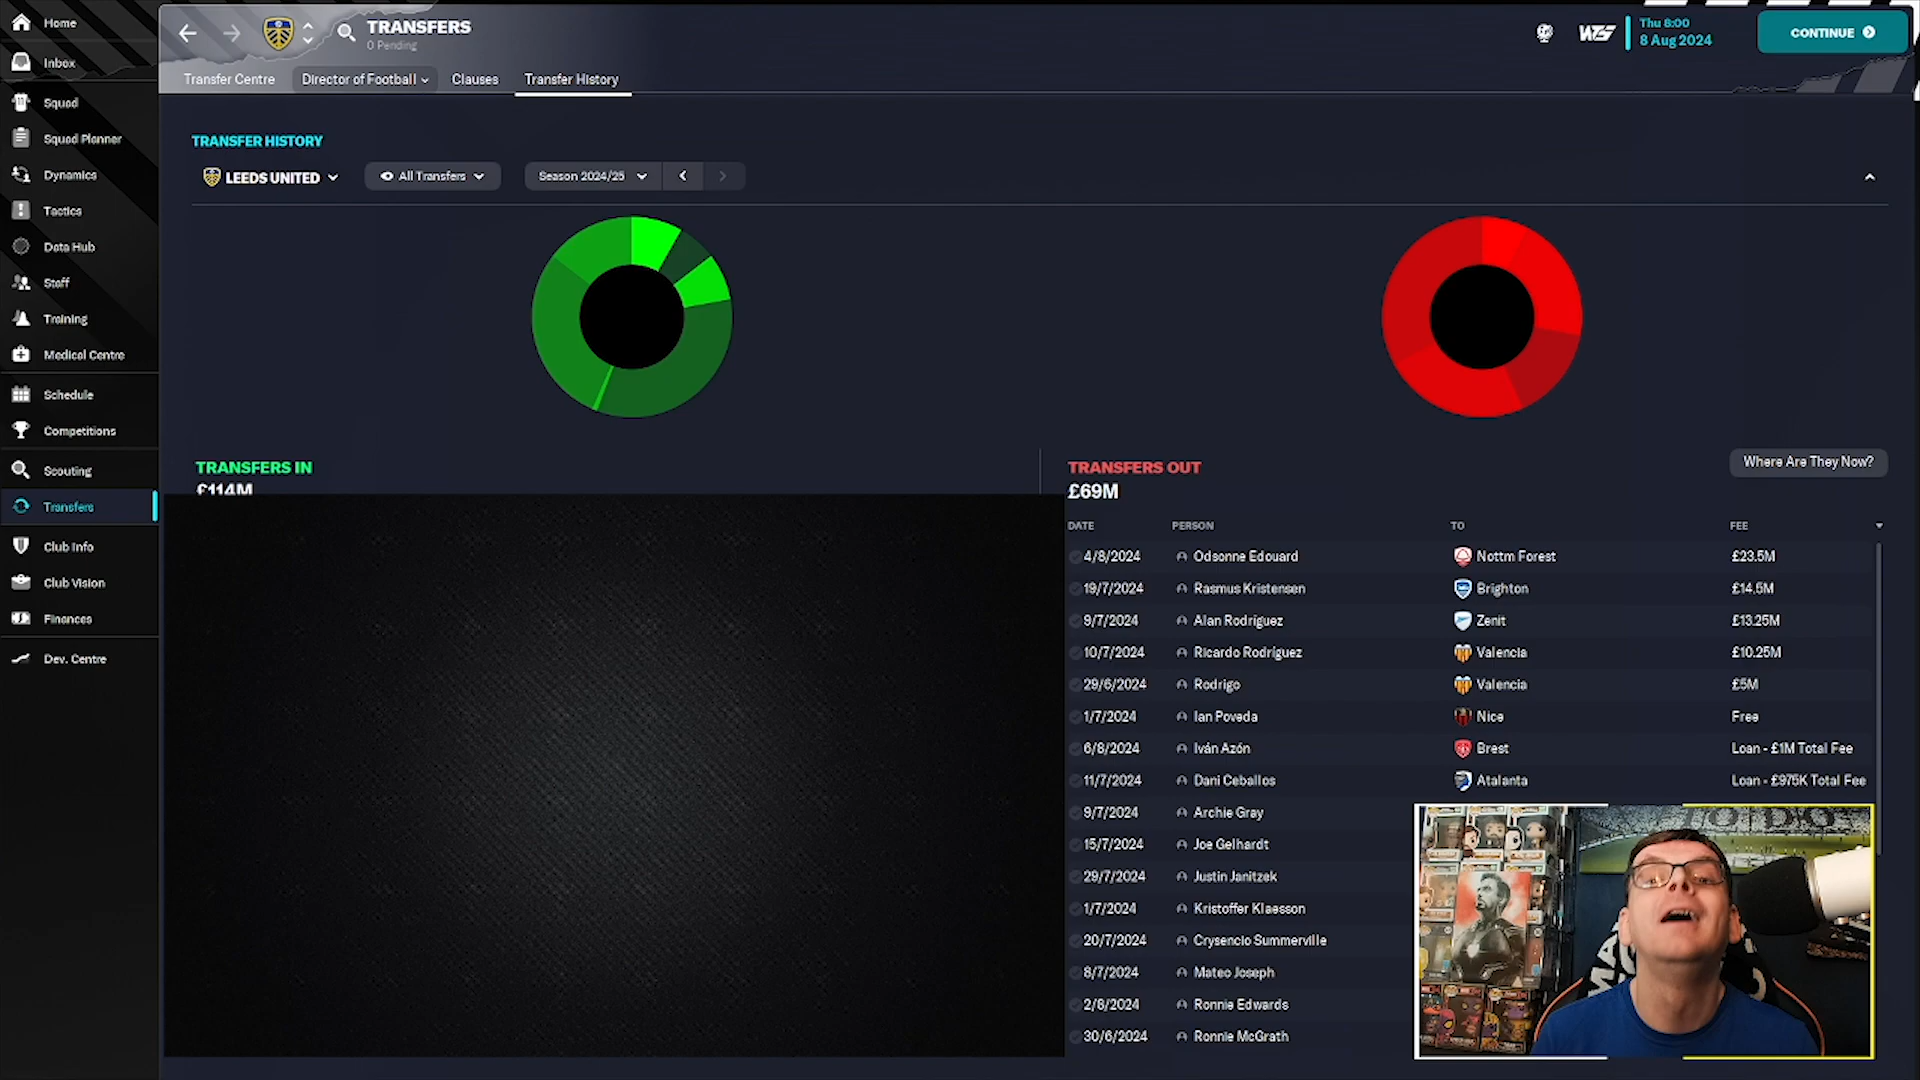 Home
Inbox
Squad
Squad Planner
Dynamics
Tactics
Data Hub
Staff
Training
Medical Centre
Schedule
Competitions
Scouting
Transfers
Club Info
Club Vision
Finances
Dev. Centre
TRANSFERS
0 Pending
Thu 8:00
8 Aug 2024
CONTINUE
Transfer Centre
Director of Football
Clauses
Transfer History
TRANSFER HISTORY
LEEDS UNITED
All Transfers
Season 2024/25
TRANSFERS IN
£114M
TRANSFERS OUT
£69M
Where Are They Now?
DATE PERSON TO FEE
4/8/2024 Odsonne Edouard Nottm Forest £23.5M
19/7/2024 Rasmus Kristensen Brighton £14.5M
9/7/2024 Alan Rodríguez Zenit £13.25M
10/7/2024 Ricardo Rodríguez Valencia £10.25M
29/6/2024 Rodrigo Valencia £5M
1/7/2024 Ian Poveda Nice Free
6/8/2024 Iván Azón Brest Loan - £1M Total Fee
11/7/2024 Dani Ceballos Atalanta Loan - £975K Total Fee
9/7/2024 Archie Gray
15/7/2024 Joe Gelhardt
29/7/2024 Justin Janitzek
1/7/2024 Kristoffer Klaesson
20/7/2024 Crysencio Summerville
8/7/2024 Mateo Joseph
2/8/2024 Ronnie Edwards
30/6/2024 Ronnie McGrath